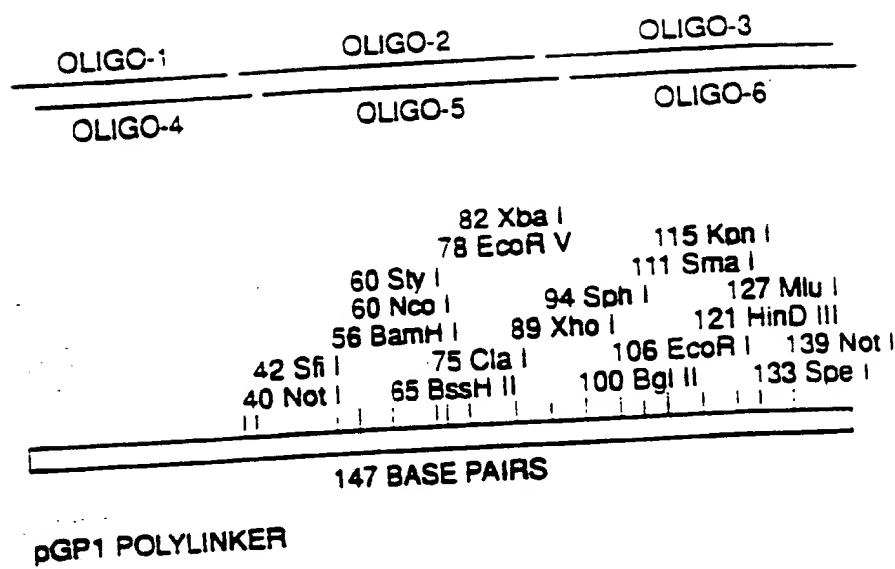 OLIGO-1 OLIGO-2 OLIGO-3
OLIGO-4 OLIGO-5 OLIGO-6
82 Xba I
78 EcoR V 115 Kpn I
60 Sty I 111 Sma I
60 Nco I 94 Sph I 127 Mlu I
56 BamH I 89 Xho I 121 HinD III
42 Sfi I 75 Cla I 106 EcoR I 139 Not I
40 Not I 65 BssH II 100 Bgl II 133 Spe I
147 BASE PAIRS
pGP1 POLYLINKER